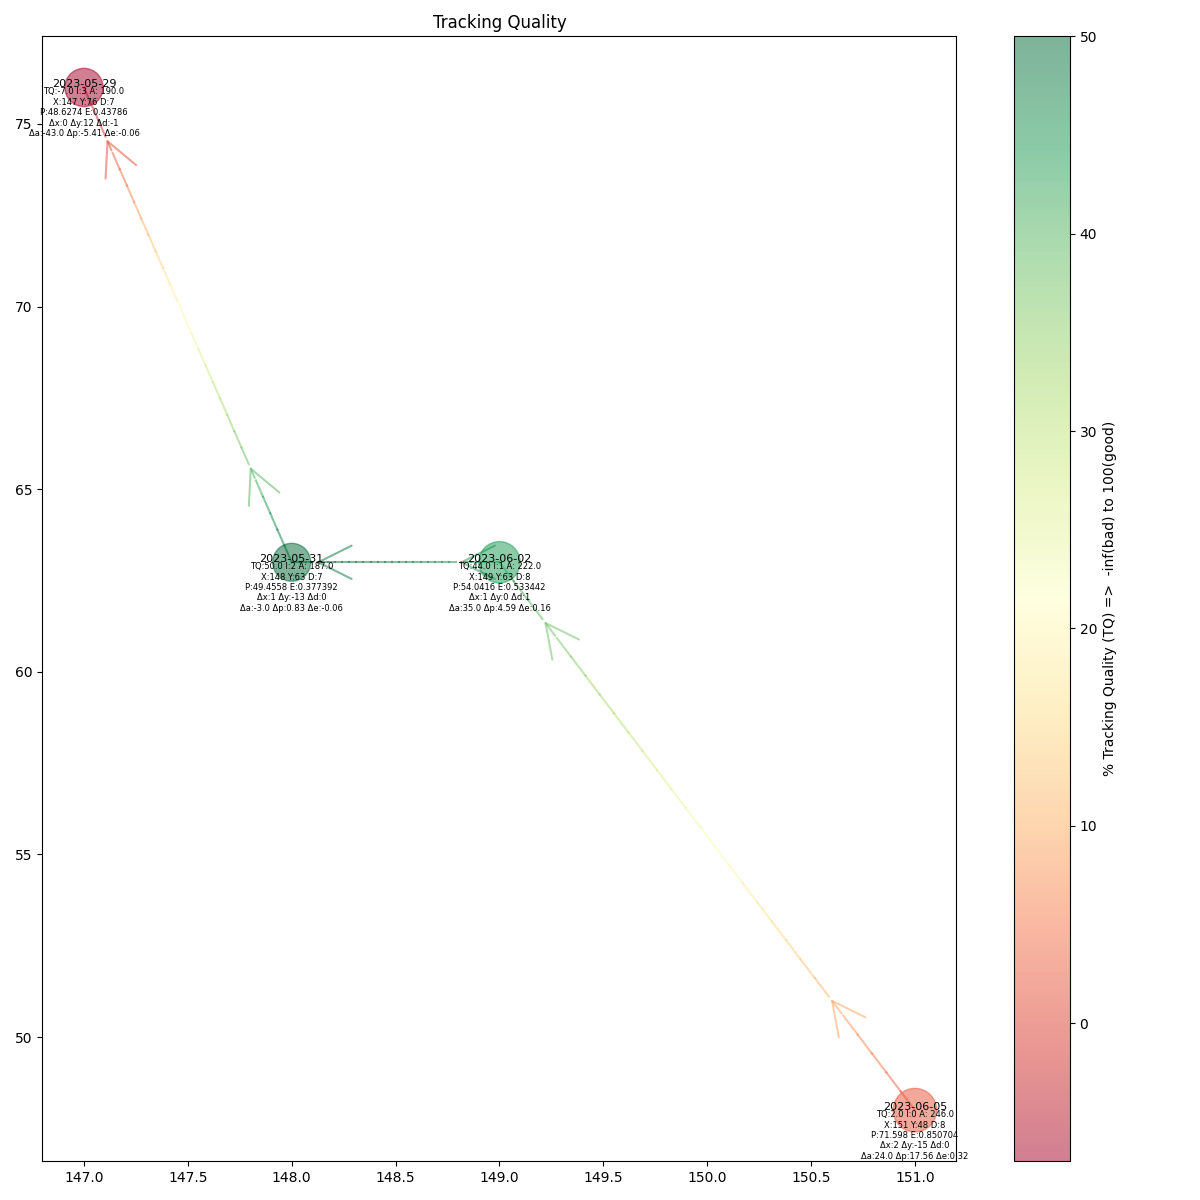 Tracking Quality
2023-05-29
TQ:-7.0 I:3 A: 190.0
X:147 Y:76 D:7
P:48.6274 E:0.43786
Δx:0 Δy:12 Δd:-1
Δa:-43.0 Δp:-5.41 Δe:-0.06
2023-05-31
TQ:50.0 I:2 A: 187.0
X:148 Y:63 D:7
P:49.4558 E:0.377392
Δx:1 Δy:-13 Δd:0
Δa:-3.0 Δp:0.83 Δe:-0.06
2023-06-02
TQ:44.0 I:1 A: 222.0
X:149 Y:63 D:8
P:54.0416 E:0.533442
Δx:1 Δy:0 Δd:1
Δa:35.0 Δp:4.59 Δe:0.16
2023-06-05
TQ:2.0 I:0 A: 246.0
X:151 Y:48 D:8
P:71.598 E:0.850704
Δx:2 Δy:-15 Δd:0
Δa:24.0 Δp:17.56 Δe:0.32
75
70
65
60
55
50
147.0
147.5
148.0
148.5
149.0
149.5
150.0
150.5
151.0
50
40
30
20
10
0
% Tracking Quality (TQ) => -inf(bad) to 100(good)